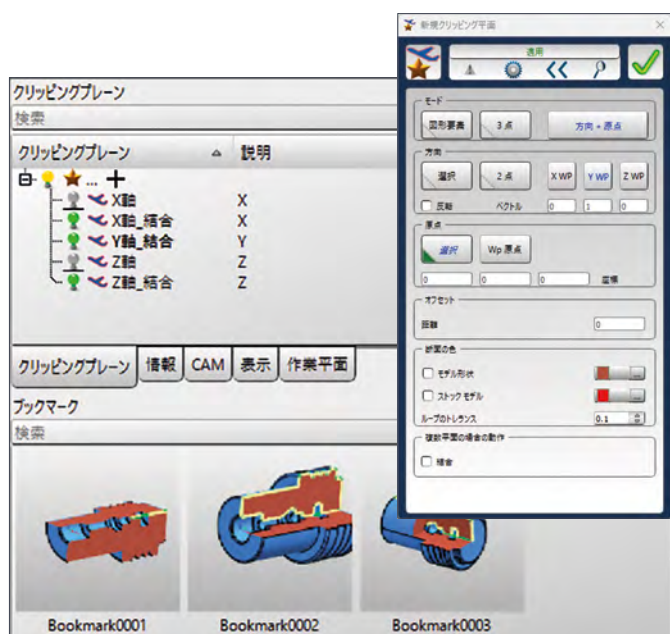 新規クリッピング平面
適用
モード
図形要素
3 点
方向 + 原点
方向
選択
2 点
X WP
Y WP
Z WP
反転
ベクトル
0
1
0
原点
選択
Wp 原点
0
0
0
座標
オフセット
距離
0
断面の色
モデル形状
...
ストック モデル
...
ループのトレランス
0.1
複数平面の場合の動作
結合
クリッピングプレーン
検索
クリッピングプレーン
説明
...
X軸
X
X軸_結合
X
Y軸_結合
Y
Z軸
Z
Z軸_結合
Z
クリッピングプレーン
情報
CAM
表示
作業平面
ブックマーク
検索
Bookmark0001
Bookmark0002
Bookmark0003